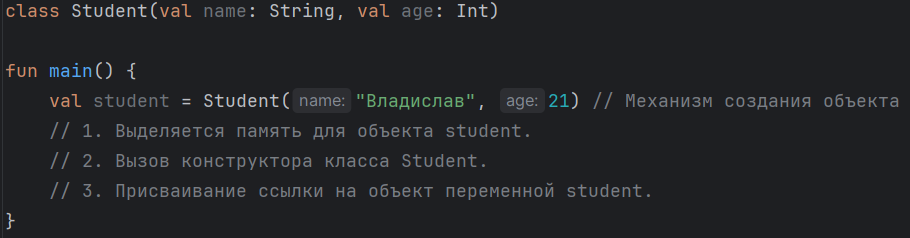 class Student(val name: String, val age: Int)
fun main() {
val student = Student( name: "Владислав", age: 21) // Механизм создания объекта
// 1. Выделяется память для объекта student.
// 2. Вызов конструктора класса Student.
// 3. Присваивание ссылки на объект переменной student.
}